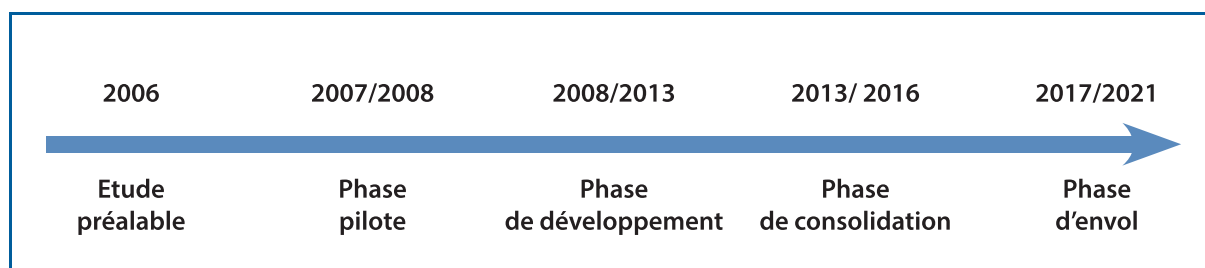 2006 2007/2008 2008/2013 2013/ 2016 2017/2021
Etude Phase Phase Phase Phase
préalable pilote de développement de consolidation d’envol